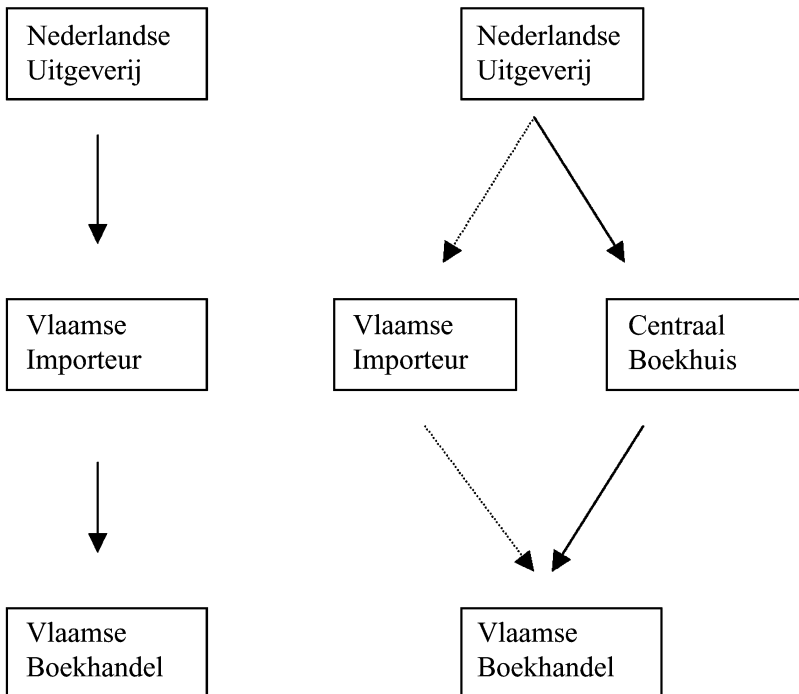 Nederlandse
Uitgeverij
Nederlandse
Uitgeverij
Vlaamse
Importeur
Vlaamse
Importeur
Centraal
Boekhuis
Vlaamse
Boekhandel
Vlaamse
Boekhandel